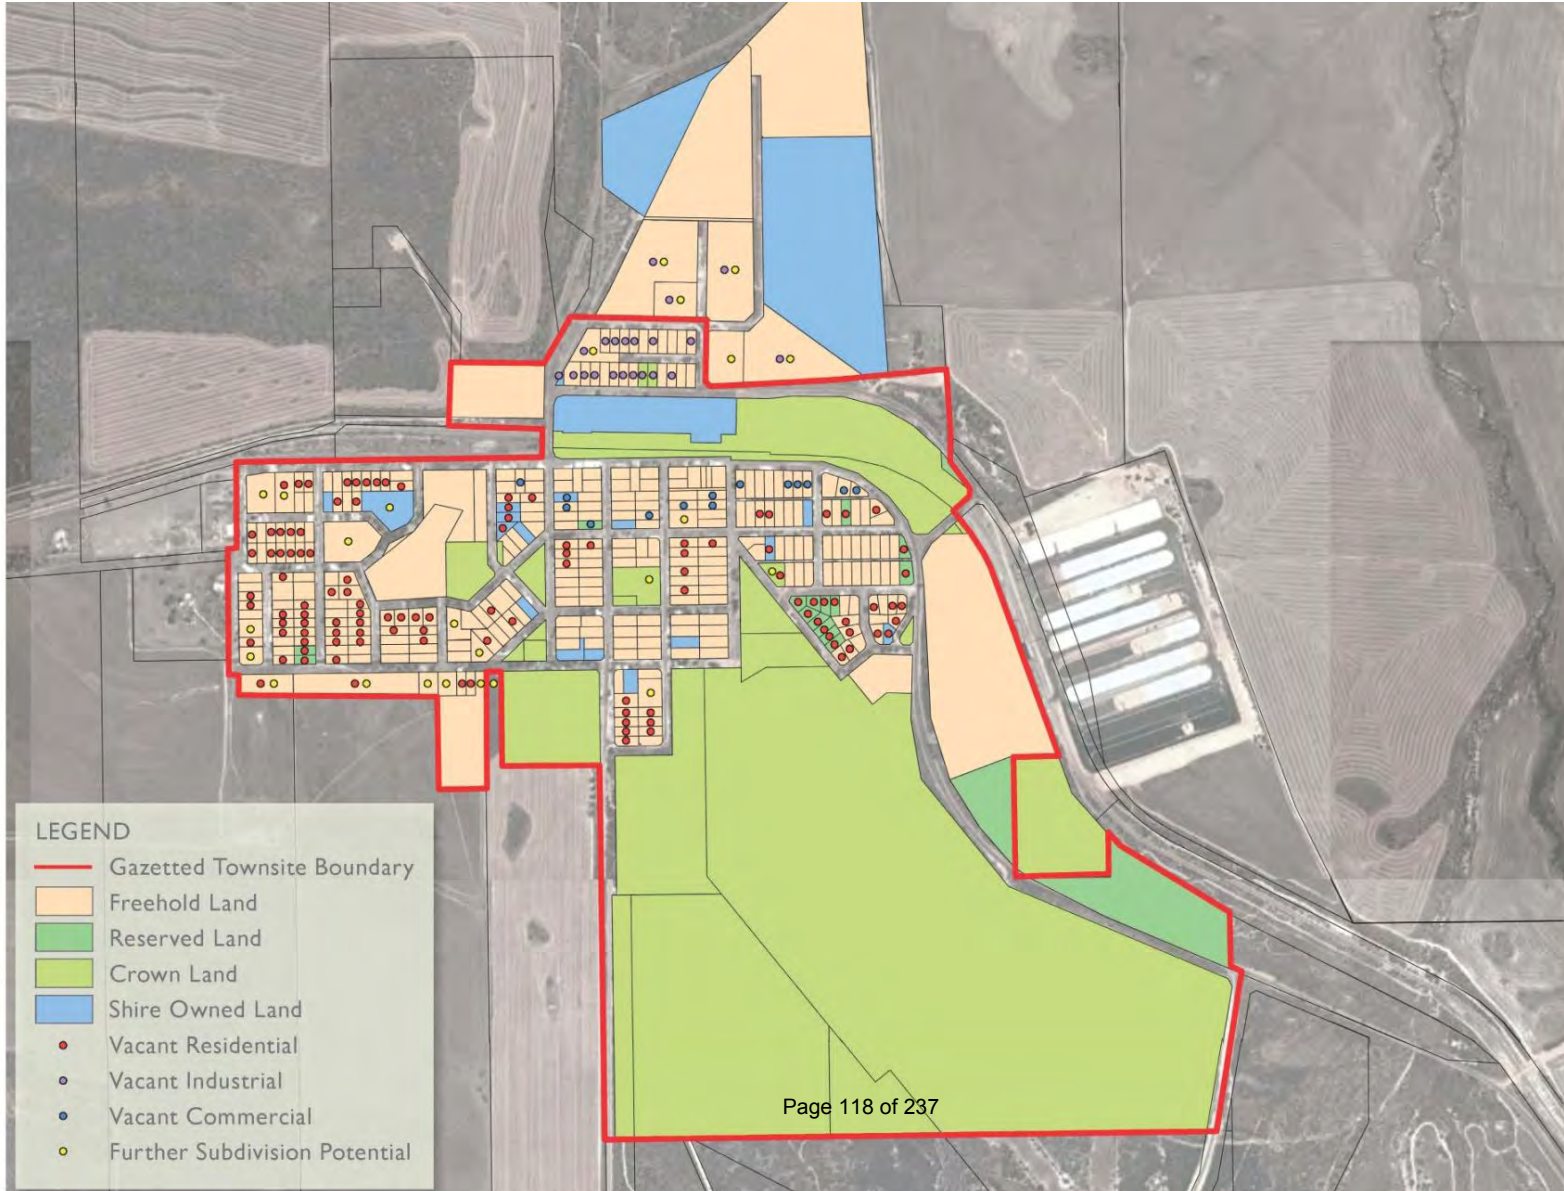 LEGEND
Gazetted Townsite Boundary
Freehold Land
Reserved Land
Crown Land
Shire Owned Land
Vacant Residential
Vacant Industrial
Vacant Commercial
Further Subdivision Potential
Page 118 of 237